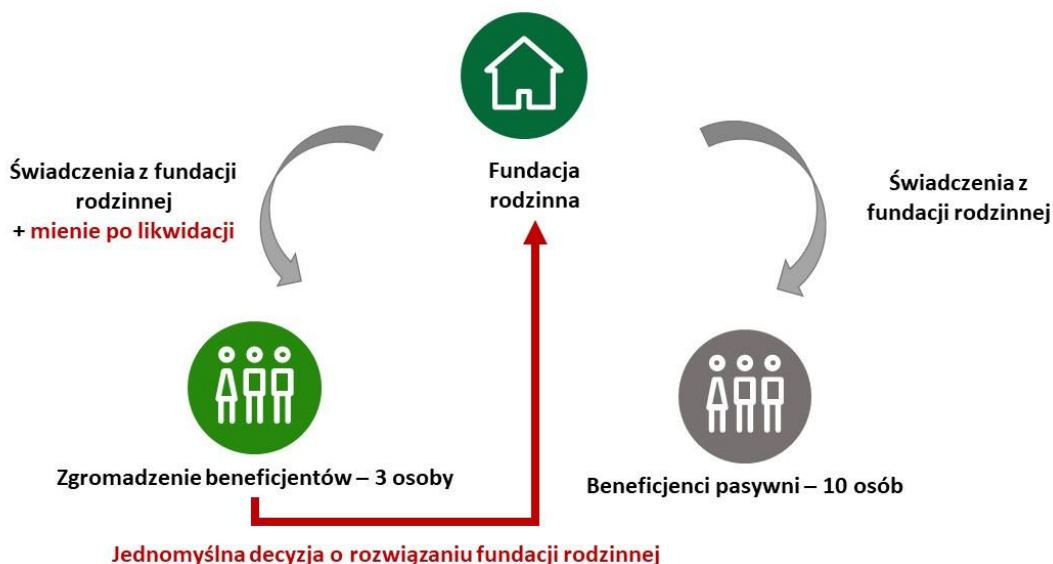 Fundacja
rodzinna
Świadczenia z fundacji
rodzinnej
+ mienie po likwidacji
Świadczenia z
fundacji rodzinnej
Zgromadzenie beneficjentów – 3 osoby
Beneficjenci pasywni – 10 osób
Jednomyślna decyzja o rozwiązaniu fundacji rodzinnej